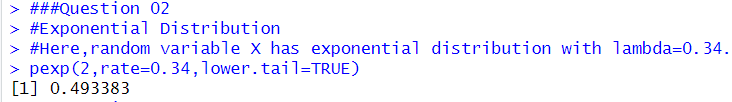 > ###Question 02
> #Exponential Distribution
> #Here,random variable X has exponential distribution with lambda=0.34.
> pexp(2,rate=0.34,lower.tail=TRUE)
[1] 0.493383